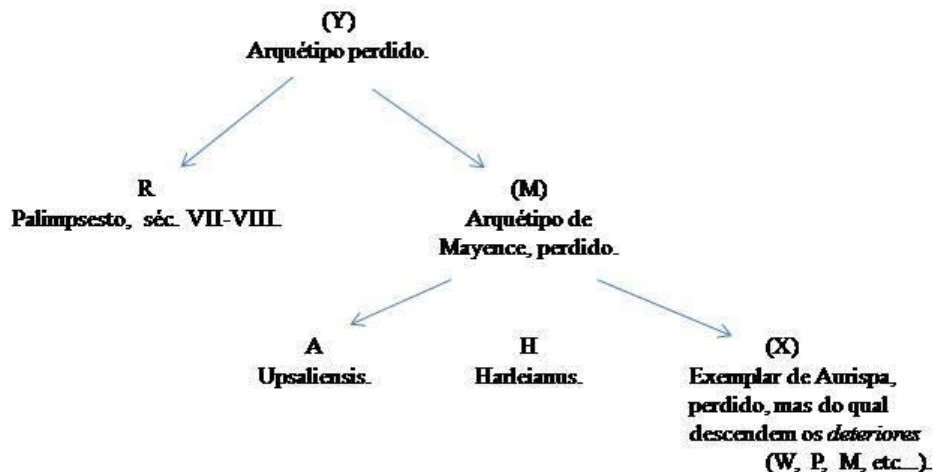 (Y)
Arquétipo perdido.
R
Palimpsesto, séc. VII-VIII.
(M)
Arquétipo de
Mayence, perdido.
A
Upsaliensis.
H
Harleianus.
(X)
Exemplar de Aurispa,
perdido, mas do qual
descendem os deteriores
(W, P, M, etc...).